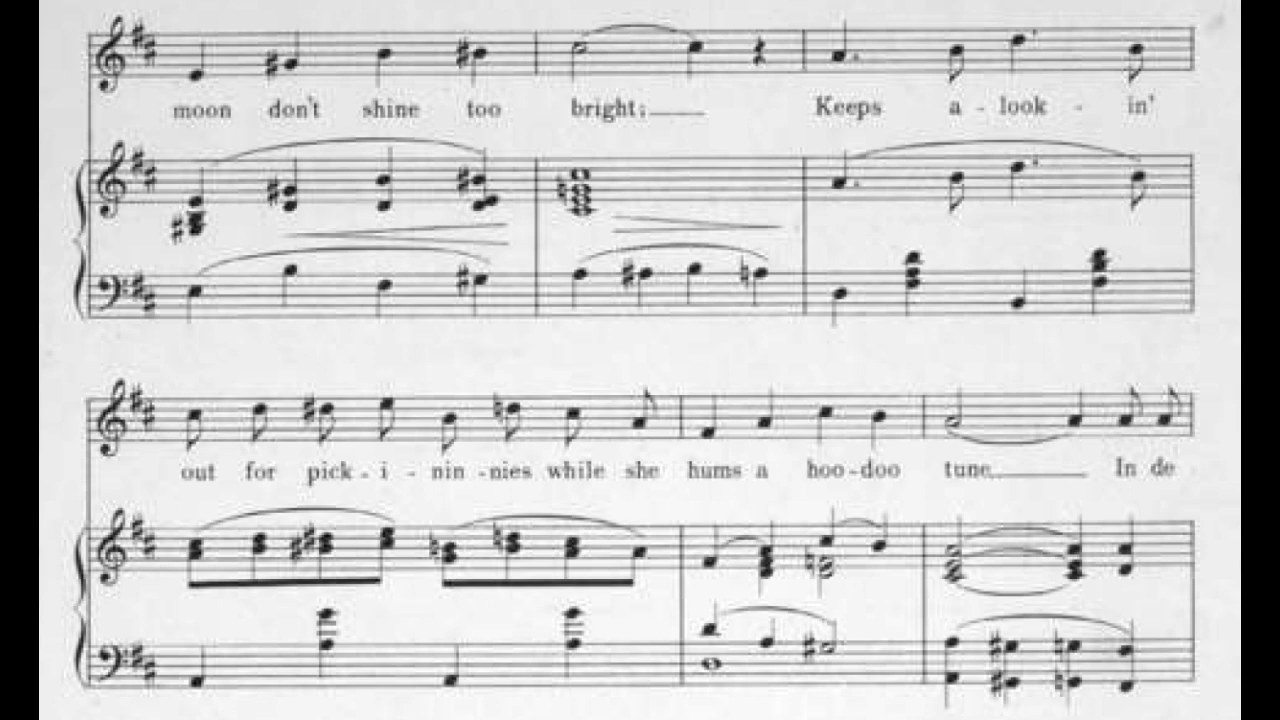 moon don't shine too bright; Keeps a - look - in'
out for pick - i - nin - nies while she hums a hoo - doo tune In de